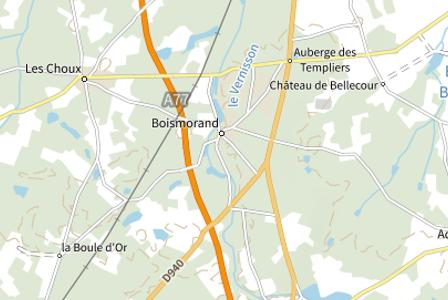 le Vernisson
Auberge des
Templiers
Les Choux
Château de Bellecour
A77
Boismorand
la Boule d'Or
D940